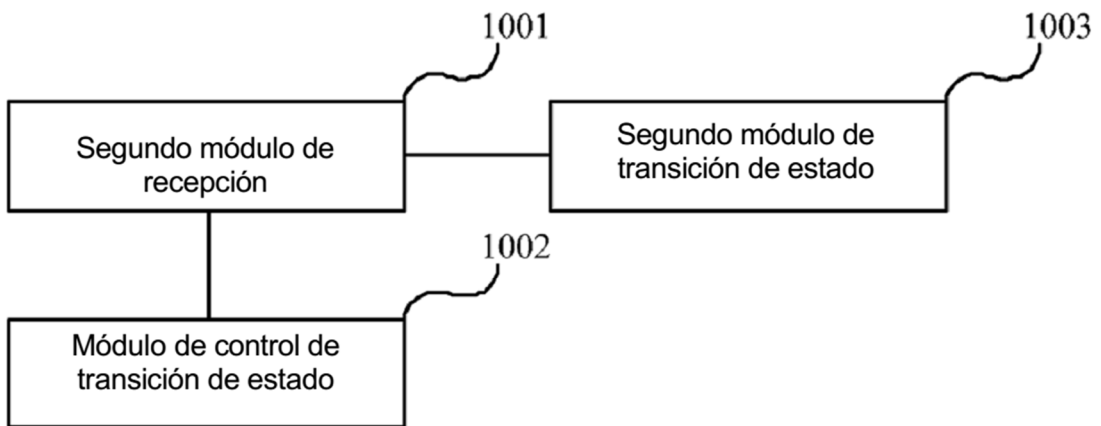 1001
1003
Segundo módulo de
recepción
Segundo módulo de
transición de estado
1002
Módulo de control de
transición de estado